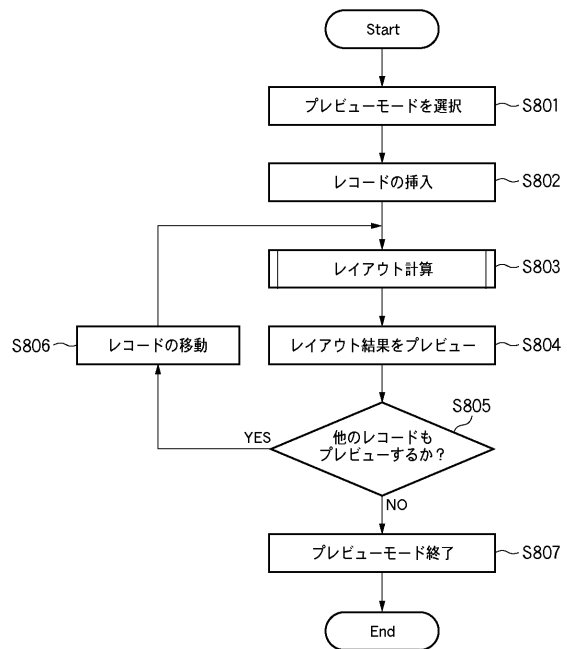 Start
プレビューモードを選択
S801
レコードの挿入
S802
レイアウト計算
S803
S806
レコードの移動
レイアウト結果をプレビュー
S804
S805
YES
他のレコードも
プレビューするか？
NO
プレビューモード終了
S807
End